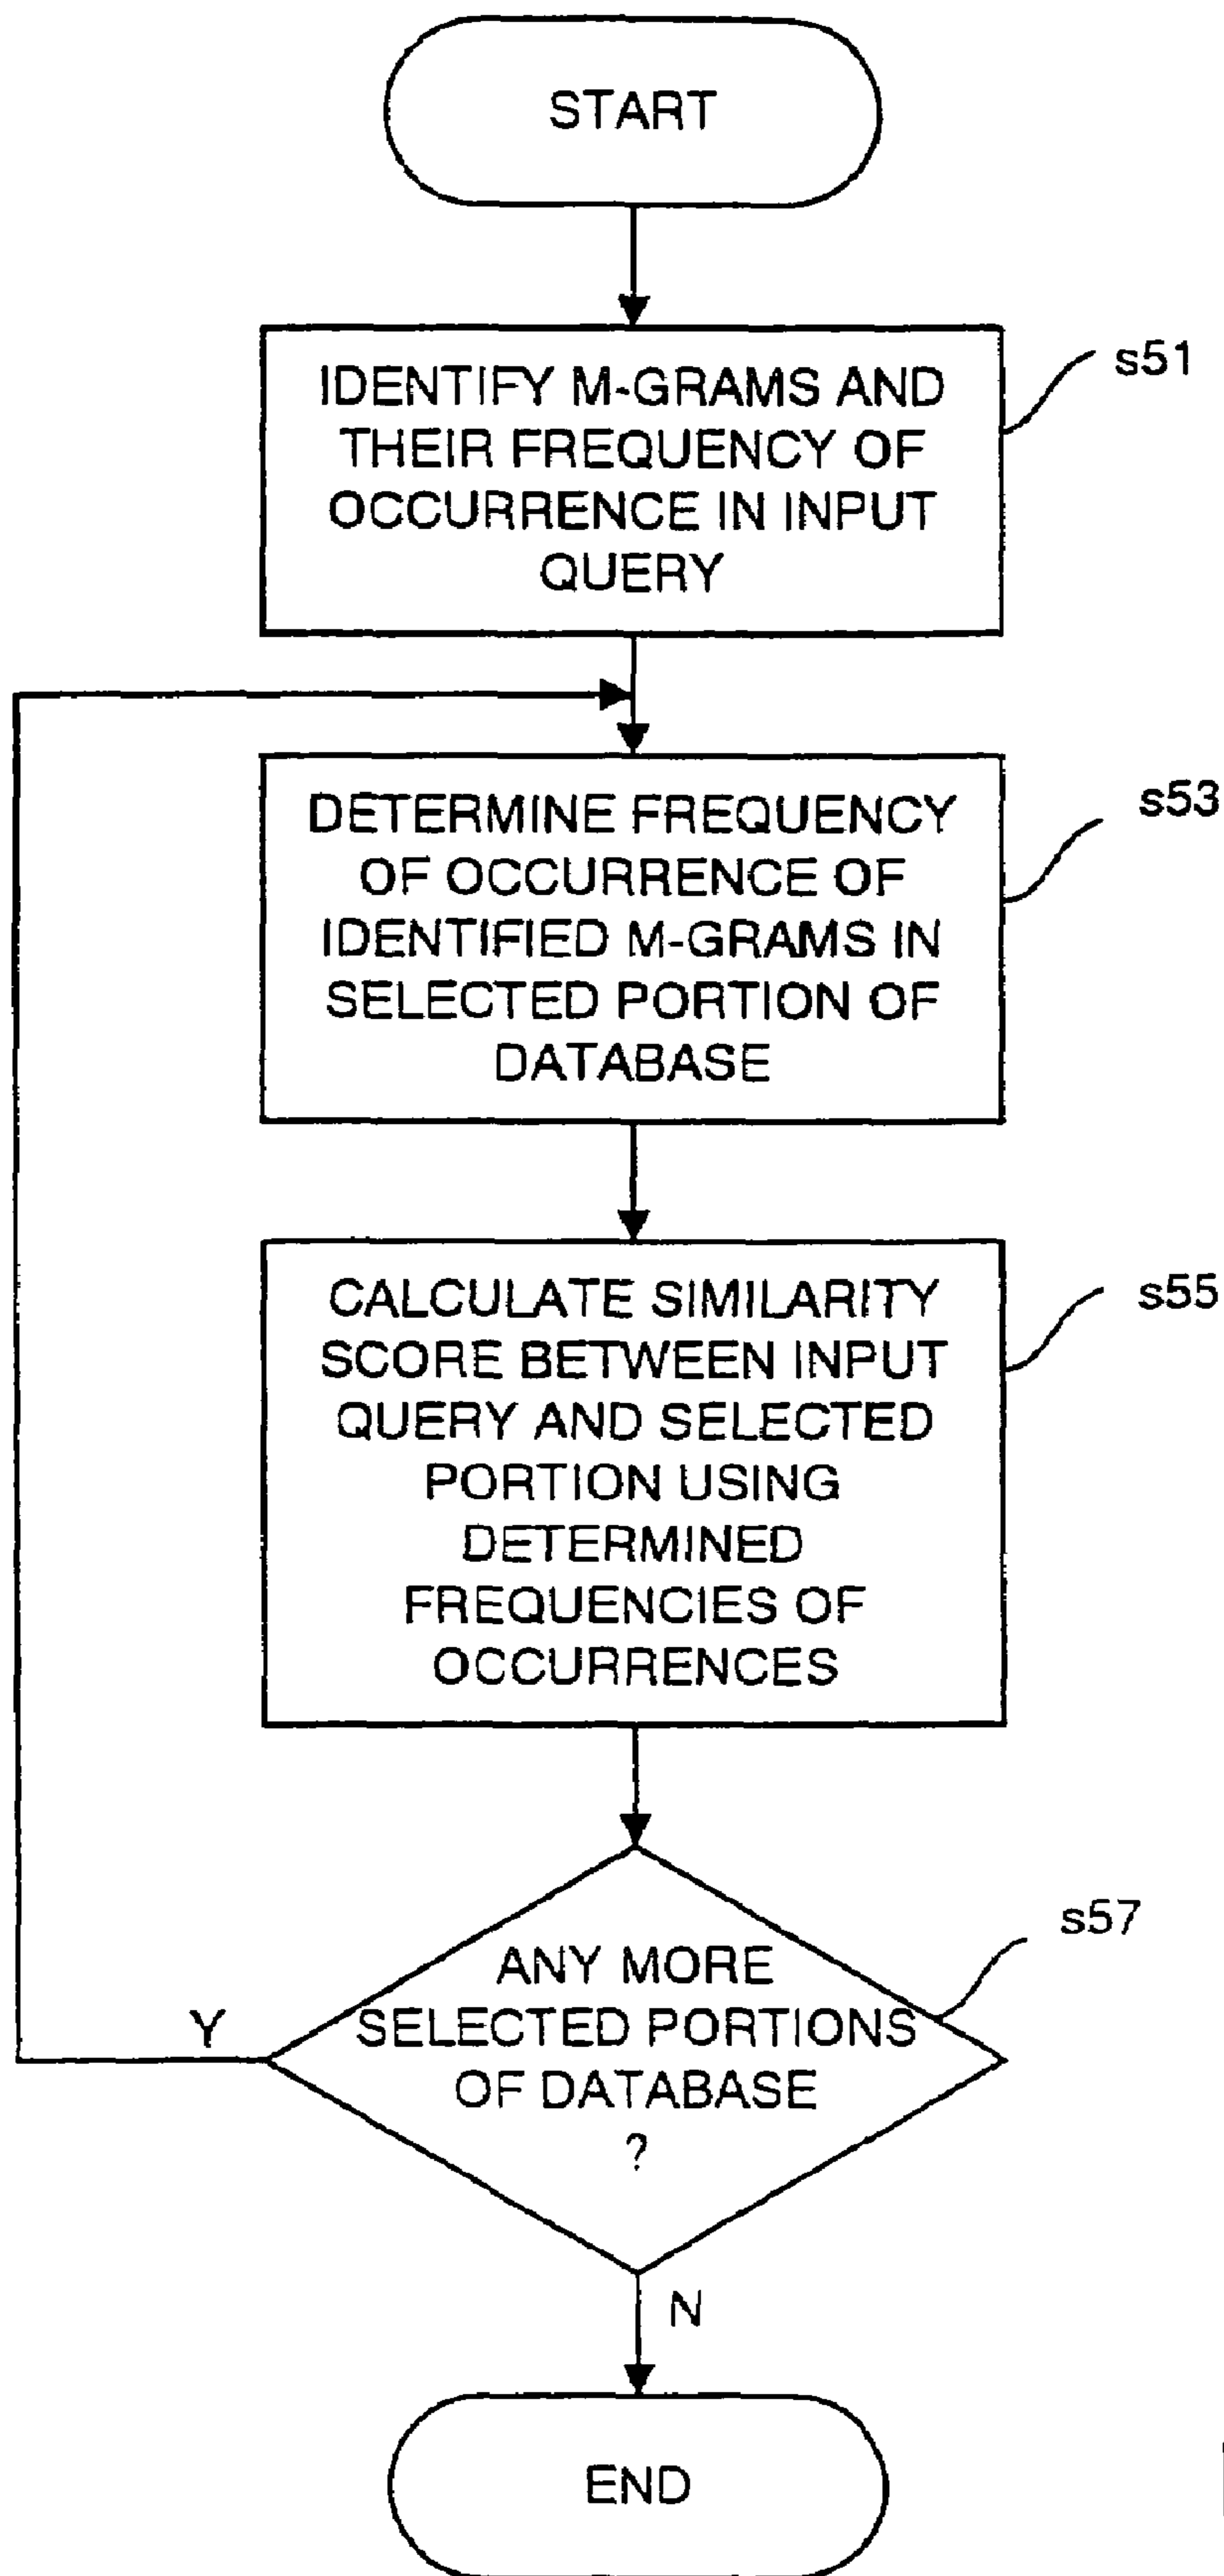 START
IDENTIFY M-GRAMS AND
THEIR FREQUENCY OF
OCCURRENCE IN INPUT
QUERY
s51
DETERMINE FREQUENCY
OF OCCURRENCE OF
IDENTIFIED M-GRAMS IN
SELECTED PORTION OF
DATABASE
s53
CALCULATE SIMILARITY
SCORE BETWEEN INPUT
QUERY AND SELECTED
PORTION USING
DETERMINED
FREQUENCIES OF
OCCURRENCES
s55
ANY MORE
SELECTED PORTIONS
OF DATABASE
?
s57
Y
N
END